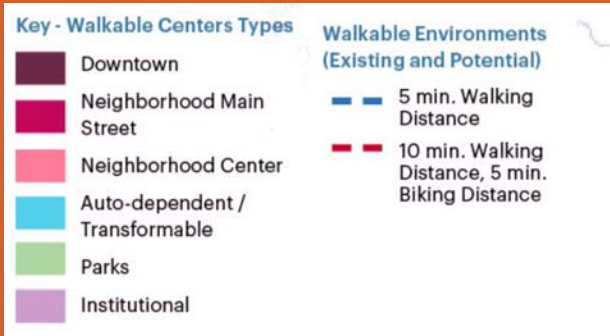 Key - Walkable Centers Types
Downtown
Neighborhood Main
Street
Neighborhood Center
Auto-dependent /
Transformable
Parks
Institutional
Walkable Environments
(Existing and Potential)
5 min. Walking
Distance
10 min. Walking
Distance, 5 min.
Biking Distance